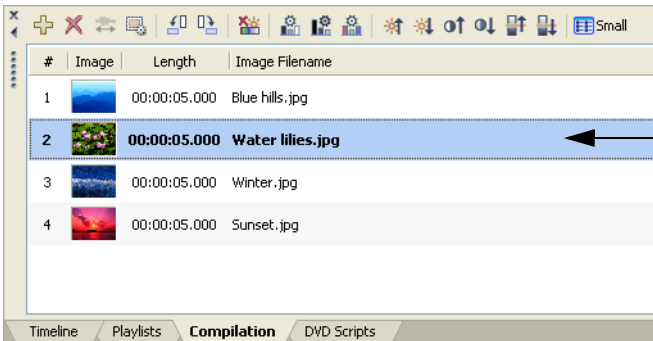 Small
# Image Length Image Filename
1 00:00:05.000 Blue hills.jpg
2 00:00:05.000 Water lilies.jpg
3 00:00:05.000 Winter.jpg
4 00:00:05.000 Sunset.jpg
Timeline Playlists Compilation DVD Scripts